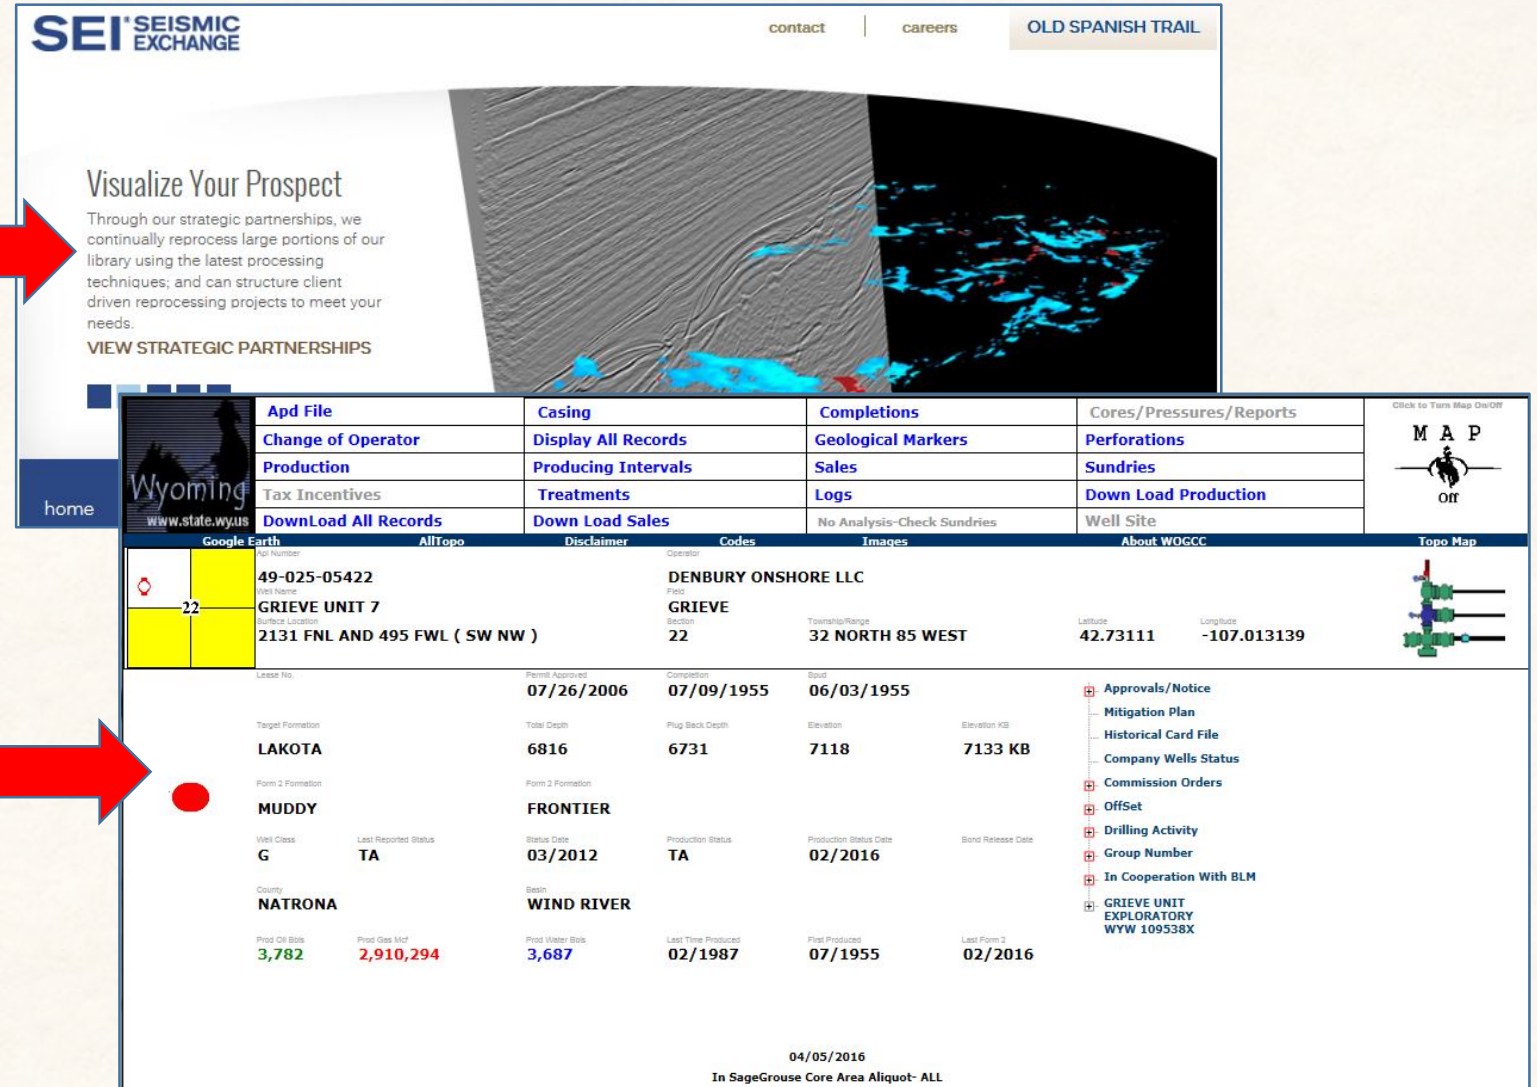 SEI SEISMIC EXCHANGE
contact careers OLD SPANISH TRAIL
Visualize Your Prospect
Through our strategic partnerships, we
continually reprocess large portions of our
library using the latest processing
techniques; and can structure client
driven reprocessing projects to meet your
needs.
VIEW STRATEGIC PARTNERSHIPS
home
Wyoming
www.state.wy.us
Apd File Casing Completions Cores/Pressures/Reports
Change of Operator Display All Records Geological Markers Perforations
Production Producing Intervals Sales Sundries
Tax Incentives Treatments Logs Down Load Production
DownLoad All Records Down Load Sales No Analysis-Check Sundries Well Site
Click to Turn Map On/Off
MAP
Off
Google Earth AllTopo Disclaimer Codes Images About WOGCC Topo Map
22
Api Number Operator
49-025-05422 DENBURY ONSHORE LLC
Well Name Field
GRIEVE UNIT 7 GRIEVE
Surface Location Section Township/Range Latitude Longitude
2131 FNL AND 495 FWL ( SW NW ) 22 32 NORTH 85 WEST 42.73111 -107.013139
Lease No. Permit Approved Completion Spud
07/26/2006 07/09/1955 06/03/1955
Target Formation Total Depth Plug Back Depth Elevation Elevation KB
LAKOTA 6816 6731 7118 7133 KB
Form 2 Formation Form 2 Formation
MUDDY FRONTIER
Well Class Last Reported Status Status Date Production Status Production Status Date Bond Release Date
G TA 03/2012 TA 02/2016
County Basin
NATRONA WIND RIVER
Prod Oil Bbls Prod Gas Mcf Prod Water Bbls Last Time Produced First Produced Last Form 2
3,782 2,910,294 3,687 02/1987 07/1955 02/2016
Approvals/Notice
Mitigation Plan
Historical Card File
Company Wells Status
Commission Orders
OffSet
Drilling Activity
Group Number
In Cooperation With BLM
GRIEVE UNIT
EXPLORATORY
WYW 109538X
04/05/2016
In SageGrouse Core Area Aliquot- ALL